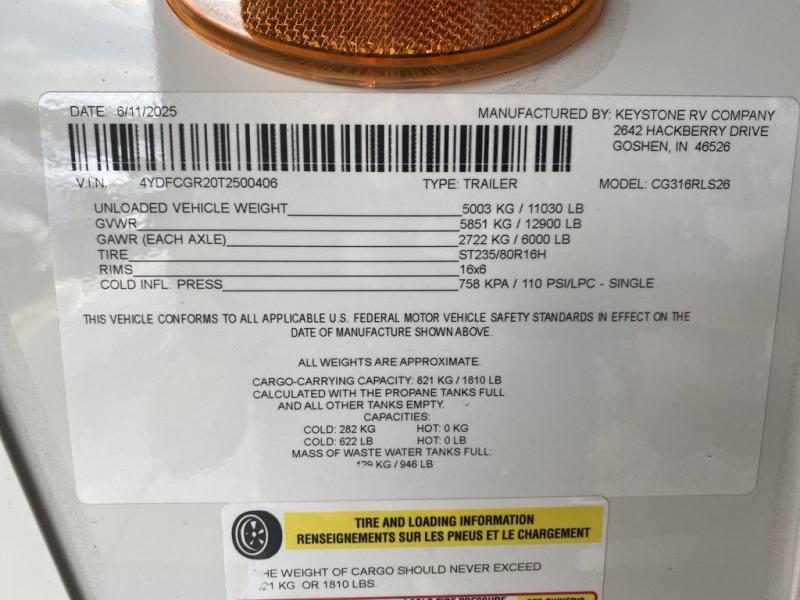 DATE: 6/11/2025
MANUFACTURED BY: KEYSTONE RV COMPANY
2642 HACKBERRY DRIVE
GOSHEN, IN 46526
V.I.N. 4YDFCGR20T2500406 TYPE: TRAILER MODEL: CG316RLS26
UNLOADED VEHICLE WEIGHT 5003 KG / 11030 LB
GVWR 5851 KG / 12900 LB
GAWR (EACH AXLE) 2722 KG / 6000 LB
TIRE ST235/80R16H
RIMS 16x6
COLD INFL. PRESS 758 KPA / 110 PSI/LPC - SINGLE
THIS VEHICLE CONFORMS TO ALL APPLICABLE U.S. FEDERAL MOTOR VEHICLE SAFETY STANDARDS IN EFFECT ON THE
DATE OF MANUFACTURE SHOWN ABOVE.
ALL WEIGHTS ARE APPROXIMATE.
CARGO-CARRYING CAPACITY: 821 KG / 1810 LB
CALCULATED WITH THE PROPANE TANKS FULL
AND ALL OTHER TANKS EMPTY.
CAPACITIES:
COLD: 282 KG HOT: 0 KG
COLD: 622 LB HOT: 0 LB
MASS OF WASTE WATER TANKS FULL:
KG / 946 LB
TIRE AND LOADING INFORMATION
RENSEIGNEMENTS SUR LES PNEUS ET LE CHARGEMENT
WEIGHT OF CARGO SHOULD NEVER EXCEED
KG OR 1810 LBS.